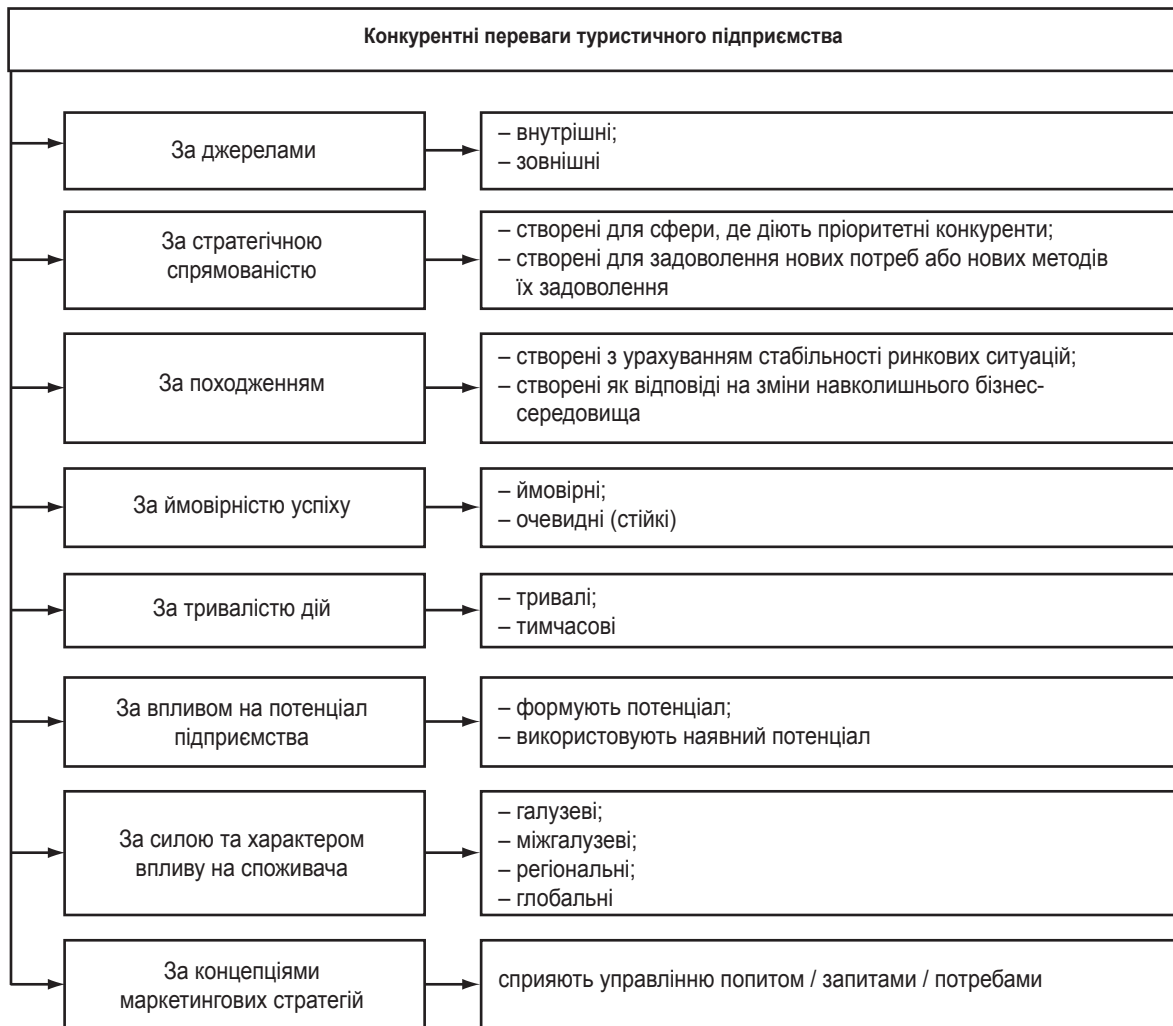 Конкурентні переваги туристичного підприємства
За джерелами
– внутрішні;
– зовнішні
За стратегічною
спрямованістю
– створені для сфери, де діють пріоритетні конкуренти;
– створені для задоволення нових потреб або нових методів
їх задоволення
За походженням
– створені з урахуванням стабільності ринкових ситуацій;
– створені як відповіді на зміни навколишнього бізнес-
середовища
За ймовірністю успіху
– ймовірні;
– очевидні (стійкі)
За тривалістю дій
– тривалі;
– тимчасові
За впливом на потенціал
підприємства
– формують потенціал;
– використовують наявний потенціал
За силою та характером
впливу на споживача
– галузеві;
– міжгалузеві;
– регіональні;
– глобальні
За концепціями
маркетингових стратегій
сприяють управлінню попитом / запитами / потребами